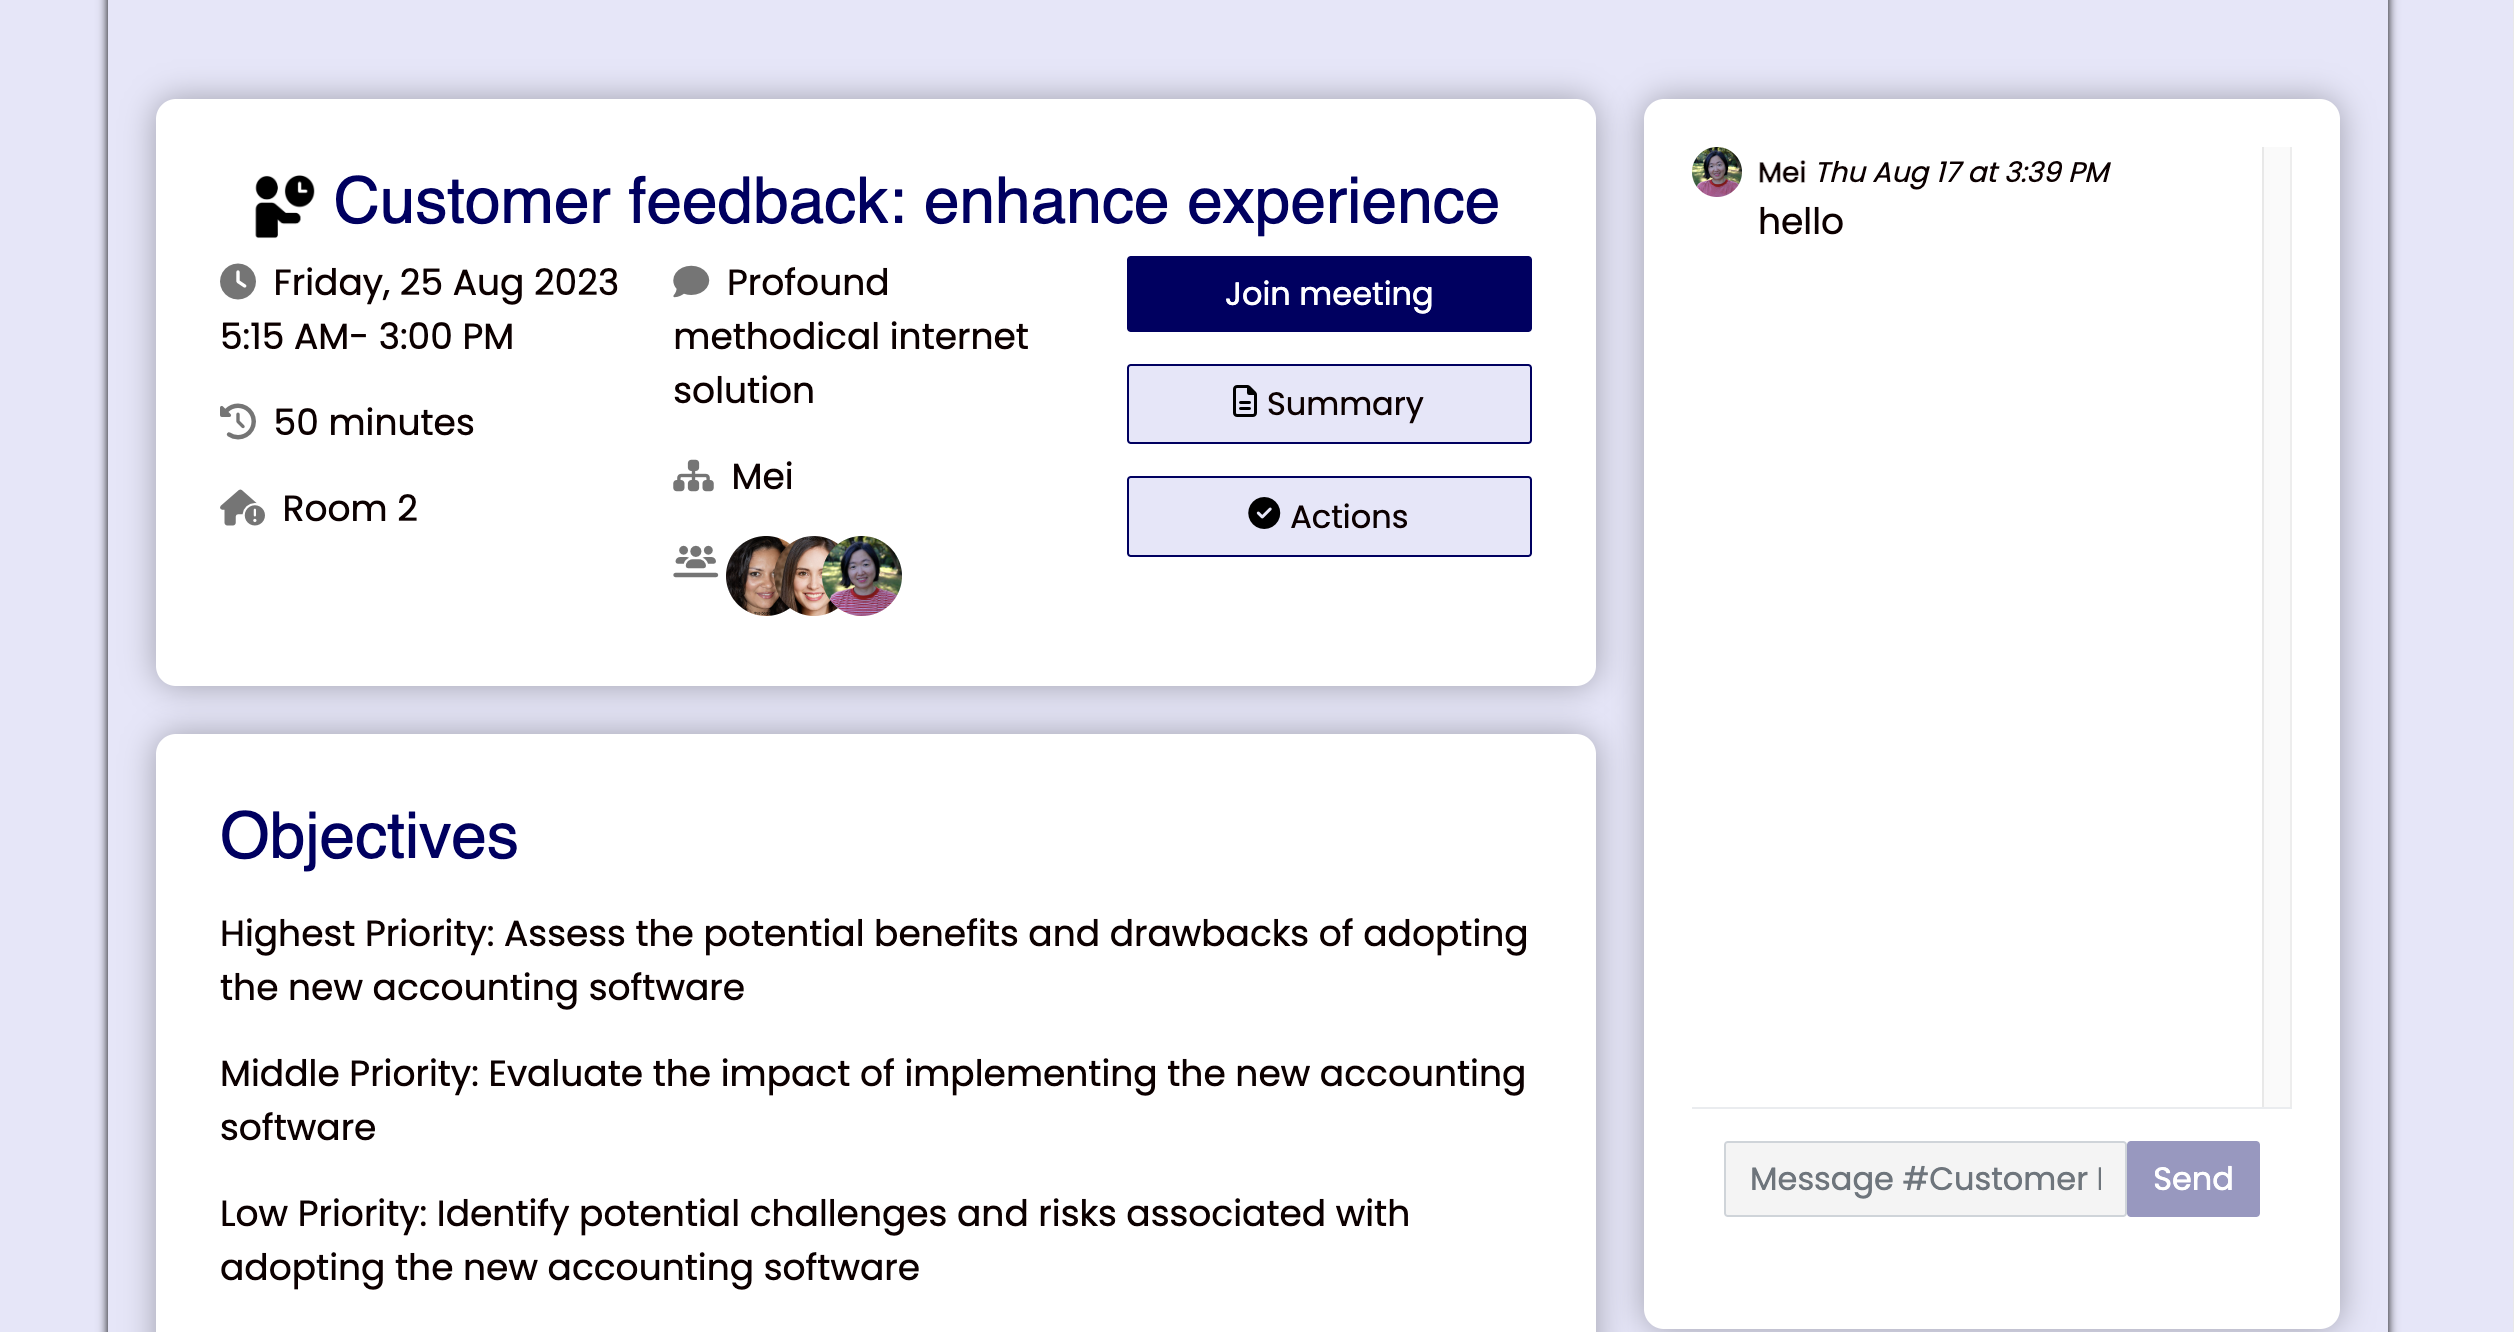 Customer feedback: enhance experience
Friday, 25 Aug 2023
5:15 AM- 3:00 PM
50 minutes
Room 2
Profound
methodical internet
solution
Mei
Join meeting
Summary
Actions
Objectives
Highest Priority: Assess the potential benefits and drawbacks of adopting
the new accounting software
Middle Priority: Evaluate the impact of implementing the new accounting
software
Low Priority: Identify potential challenges and risks associated with
adopting the new accounting software
Mei Thu Aug 17 at 3:39 PM
hello
Message #Customer
Send